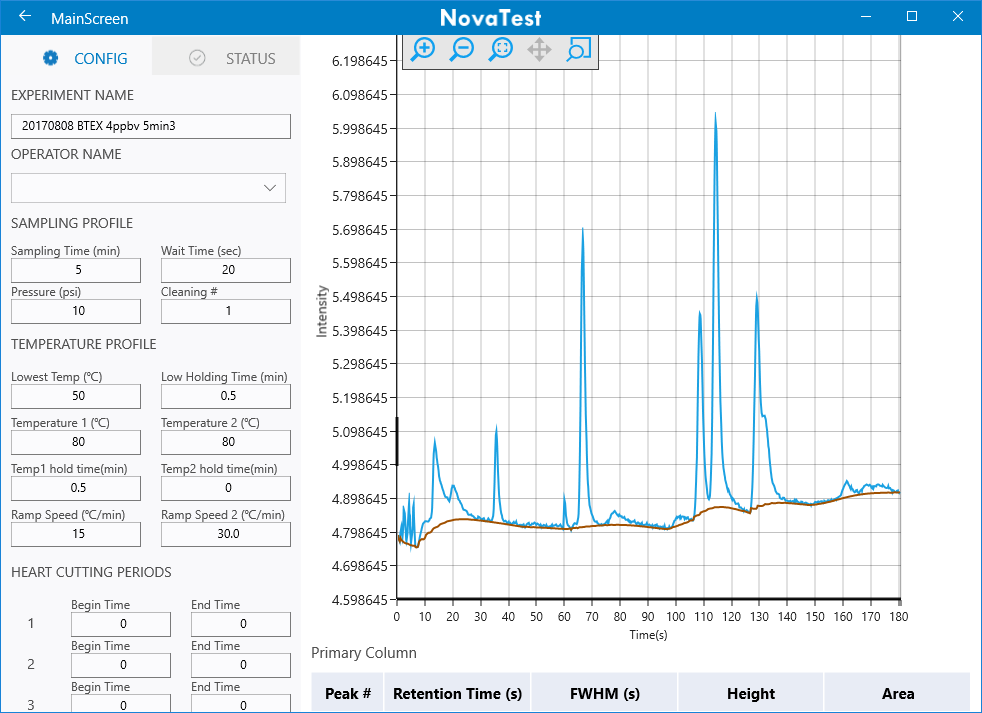 MainScreen
NovaTest
CONFIG
STATUS
EXPERIMENT NAME
20170808 BTEX 4ppbv 5min3
OPERATOR NAME
SAMPLING PROFILE
Sampling Time (min) Wait Time (sec)
5 20
Pressure (psi) Cleaning #
10 1
TEMPERATURE PROFILE
Lowest Temp (℃) Low Holding Time (min)
50 0.5
Temperature 1 (℃) Temperature 2 (℃)
80 80
Temp1 hold time(min) Temp2 hold time(min)
0.5 0
Ramp Speed (℃/min) Ramp Speed 2 (℃/min)
15 30.0
HEART CUTTING PERIODS
Begin Time End Time
1 0 0
Begin Time End Time
2 0 0
Begin Time End Time
3 0 0
6.198645
6.098645
5.998645
5.898645
5.798645
5.698645
5.598645
5.498645
5.398645
5.298645
5.198645
5.098645
4.998645
4.898645
4.798645
4.698645
4.598645
Intensity
0 10 20 30 40 50 60 70 80 90 100 110 120 130 140 150 160 170 180
Time(s)
Primary Column
Peak # Retention Time (s) FWHM (s) Height Area